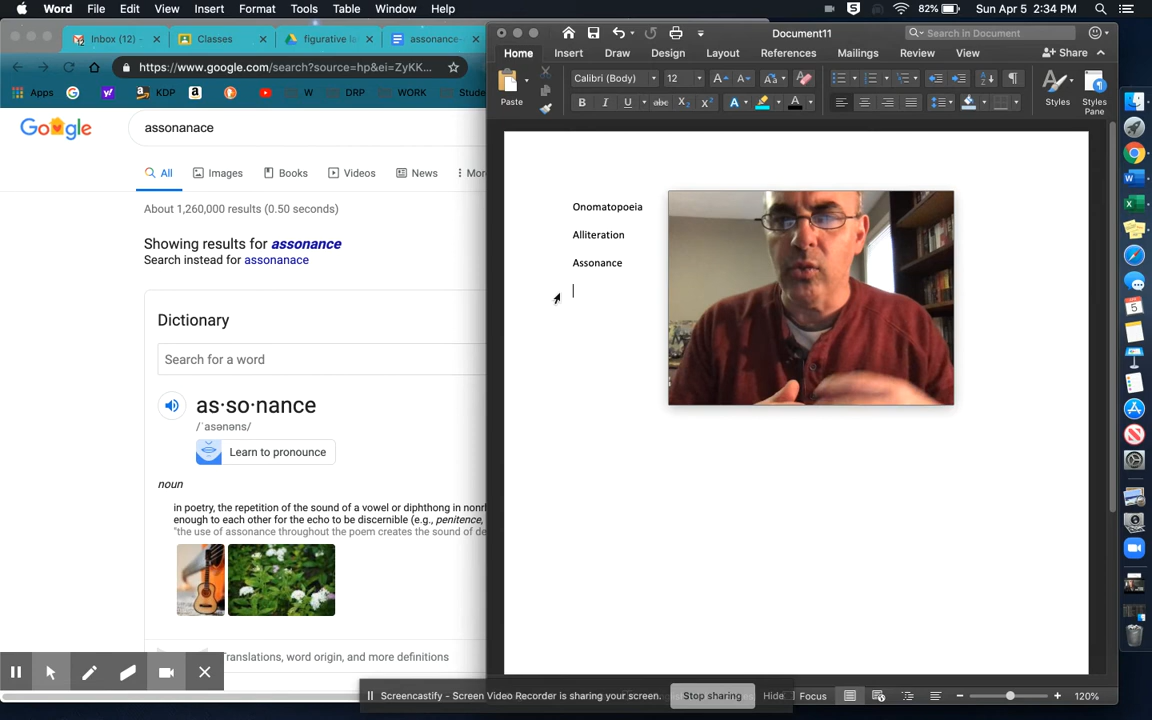 Word File Edit View Insert Format Tools Table Window Help
82% Sun Apr 5 2:34 PM
Inbox (12) - Classes figurative la assonance-
https://www.google.com/search?source=hp&ei=ZyKK...
Apps KDP WORK DRP W Stude
Google
assonanace
All Images Books Videos News Mor
About 1,260,000 results (0.50 seconds)
Showing results for assonance
Search instead for assonanace
Dictionary
Search for a word
as·so·nance
/ˈasənəns/
Learn to pronounce
noun
in poetry, the repetition of the sound of a vowel or diphthong in nonrh
enough to each other for the echo to be discernible (e.g., penitence,
"the use of assonance throughout the poem creates the sound of de
Translations, word origin, and more definitions
Document11
Search in Document
Home Insert Draw Design Layout References Mailings Review View Share
Paste
Calibri (Body) 12
Styles
Styles
Pane
Onomatopoeia
Alliteration
Assonance
Screencastify - Screen Video Recorder is sharing your screen. Stop sharing Hide
Focus 120%